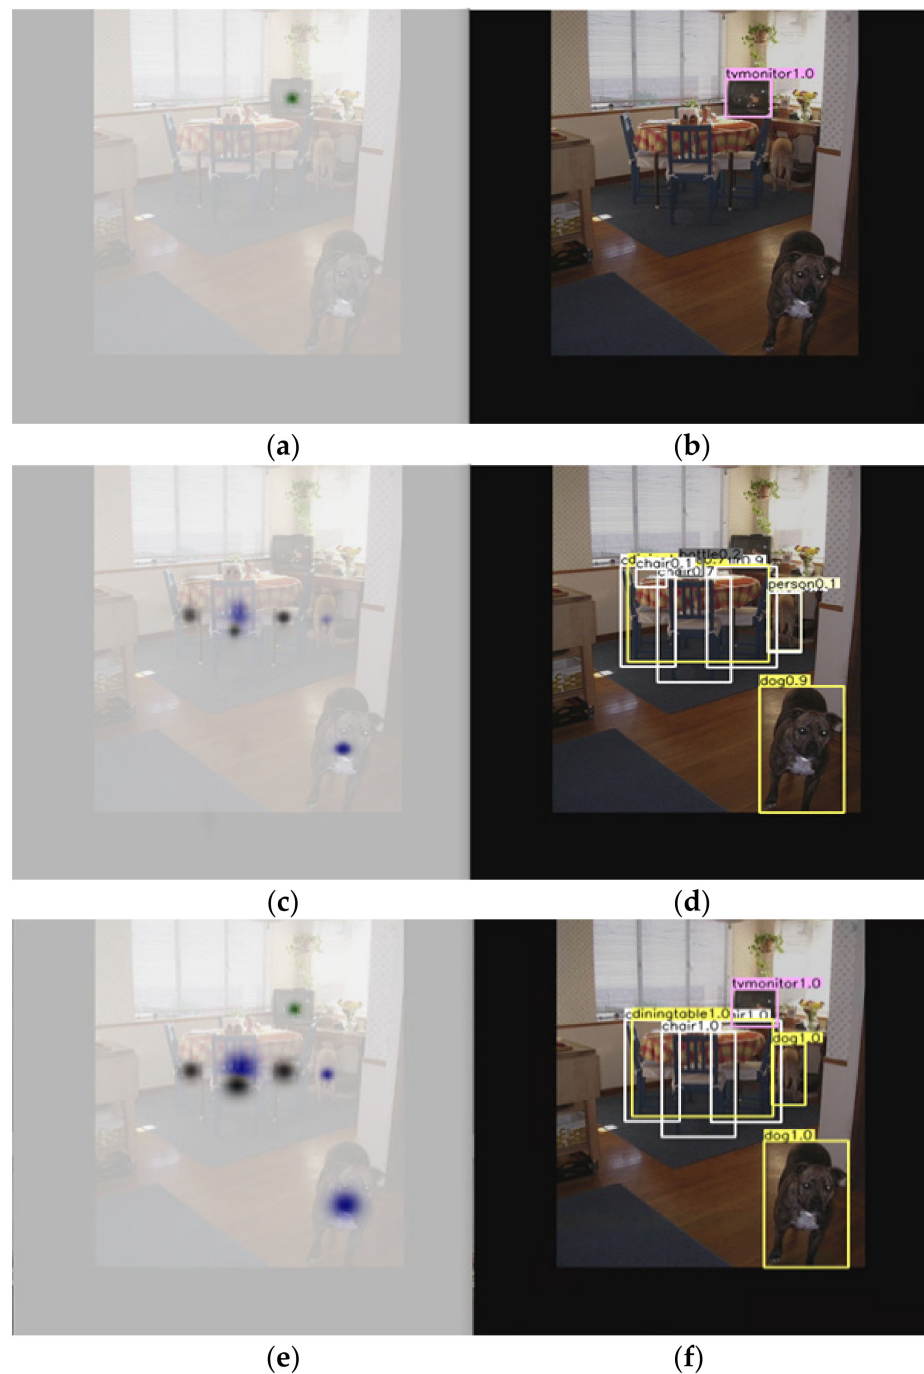 tvmonitor1.0
(a)
(b)
bottle0.2
chair0.1
chair0.7
person0.1
dog0.9
(c)
(d)
tvmonitor1.0
diningtable1.0
chair1.0
dog1.0
dog1.0
(e)
(f)